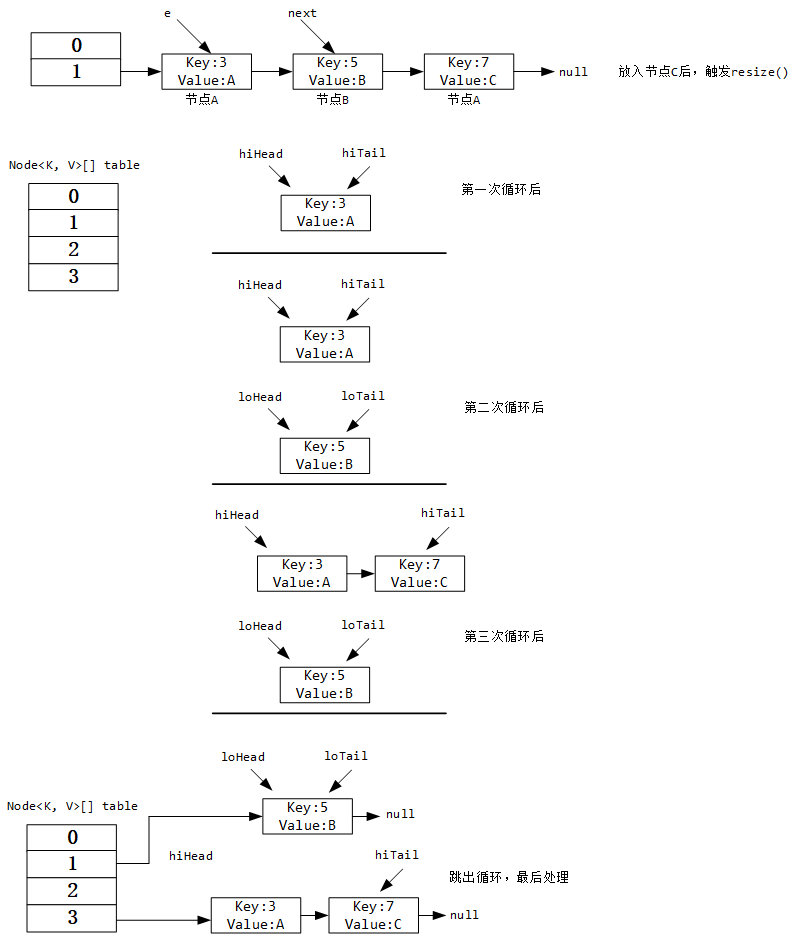 e
next
0
1
Key:3
Value:A
Key:5
Value:B
Key:7
Value:C
null
放入节点C后，触发resize()
节点A
节点B
节点A
Node<K, V>[] table
0
1
2
3
hiHead
hiTail
Key:3
Value:A
第一次循环后
hiHead
hiTail
Key:3
Value:A
loHead
loTail
第二次循环后
Key:5
Value:B
hiHead
hiTail
Key:3
Value:A
Key:7
Value:C
loHead
loTail
第三次循环后
Key:5
Value:B
loHead
loTail
Node<K, V>[] table
0
1
2
3
Key:5
Value:B
null
hiHead
hiTail
跳出循环，最后处理
Key:3
Value:A
Key:7
Value:C
null